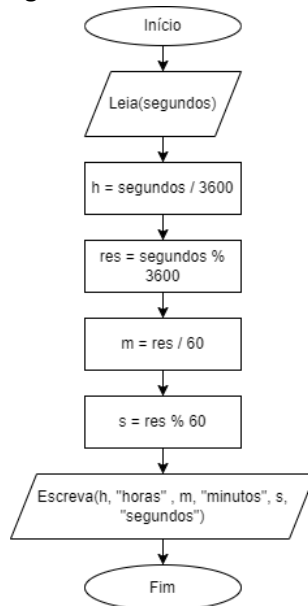 Início
Leia(segundos)
h = segundos / 3600
res = segundos %
3600
m = res / 60
s = res % 60
Escreva(h, "horas" , m, "minutos", s,
"segundos")
Fim